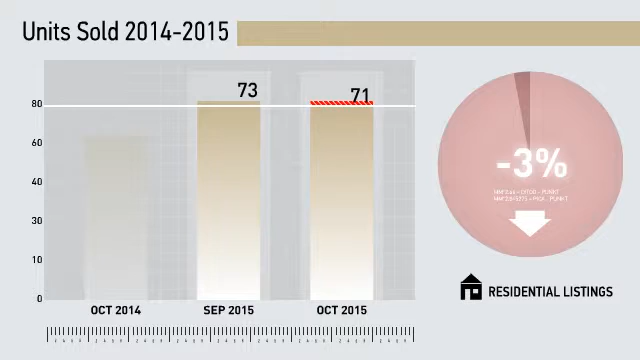 Units Sold 2014-2015
73
71
80
60
40
30
10
0
-3%
OCT 2014
SEP 2015
OCT 2015
RESIDENTIAL LISTINGS